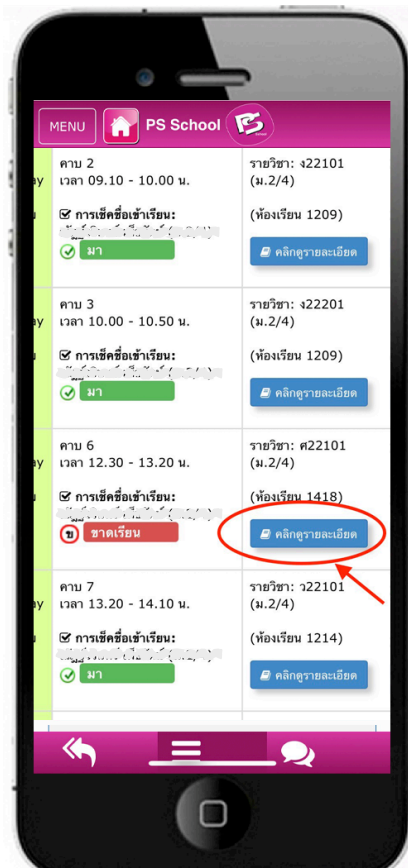 MENU
PS School
คาบ 2
รายวิชา: ง22101
ay
เวลา 09.10 - 10.00 น.
(ม.2/4)
การเช็คชื่อเข้าเรียน:
(ห้องเรียน 1209)
มา
คลิกดูรายละเอียด
คาบ 3
รายวิชา: ง22201
ay
เวลา 10.00 - 10.50 น.
(ม.2/4)
การเช็คชื่อเข้าเรียน:
(ห้องเรียน 1209)
มา
คลิกดูรายละเอียด
คาบ 6
รายวิชา: ศ22101
ay
เวลา 12.30 - 13.20 น.
(ม.2/4)
การเช็คชื่อเข้าเรียน:
(ห้องเรียน 1418)
ข ขาดเรียน
คลิกดูรายละเอียด
คาบ 7
รายวิชา: ว22101
ay
เวลา 13.20 - 14.10 น.
(ม.2/4)
การเช็คชื่อเข้าเรียน:
(ห้องเรียน 1214)
มา
คลิกดูรายละเอียด